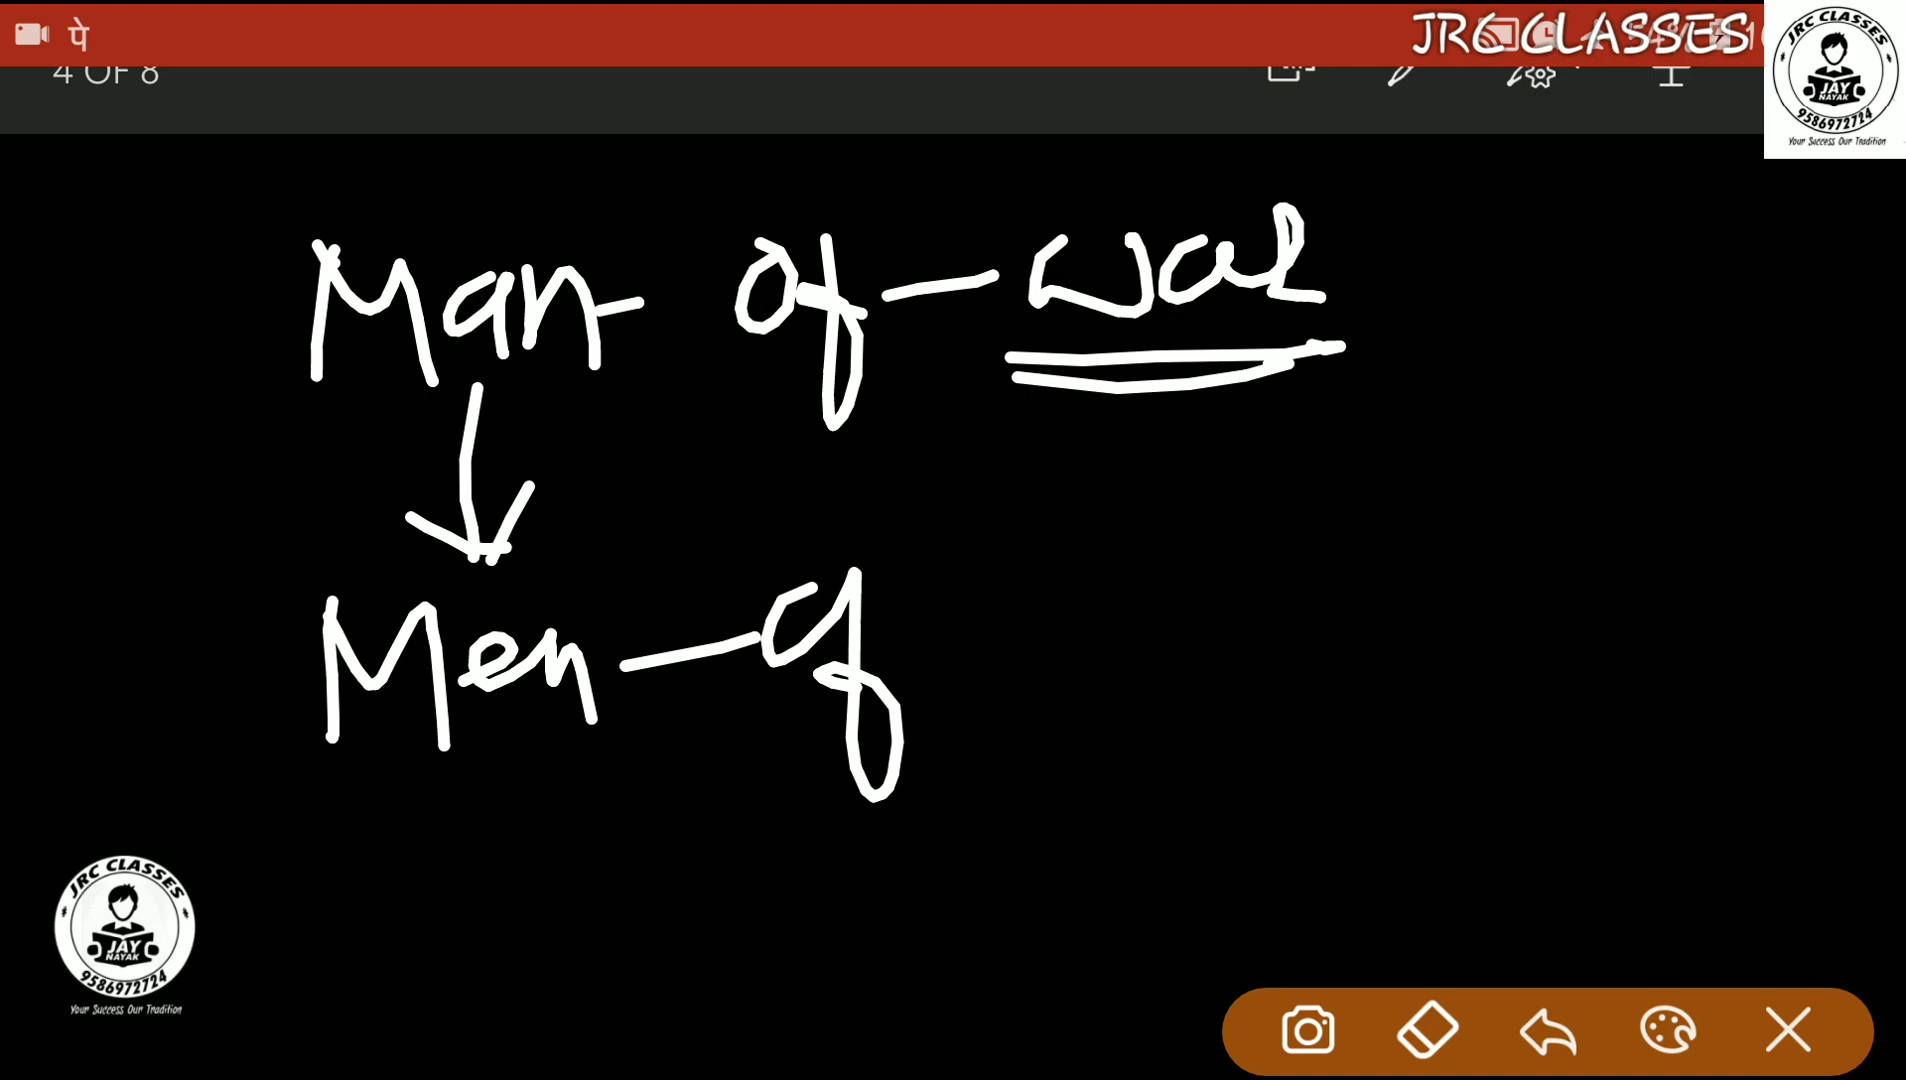 पे
JRC CLASSES
4 OF 8
JRC CLASSES
JAY
NAYAK
9586972724
Your Success Our Tradition
Man- of-war
Men-of
JRC CLASSES
JAY
NAYAK
9586972724
Your Success Our Tradition